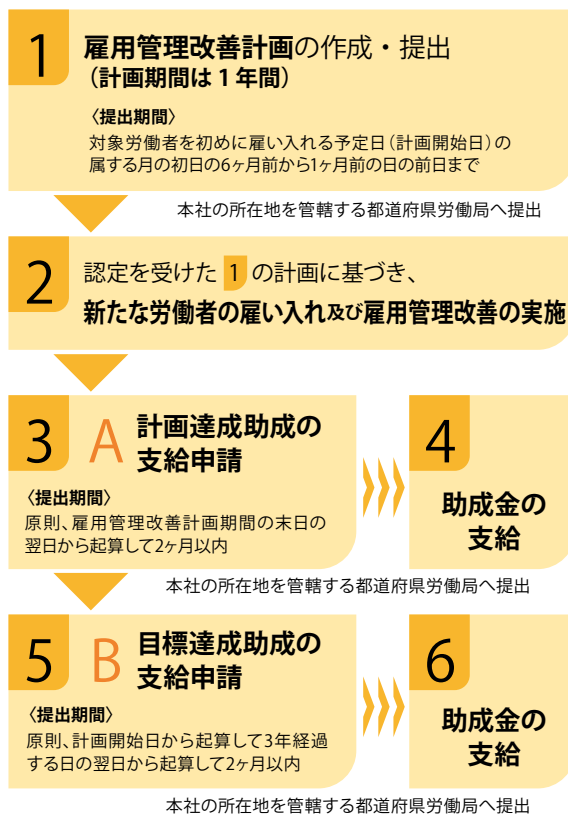 1
雇用管理改善計画の作成・提出
(計画期間は1年間)
〈提出期間〉
対象労働者を初めに雇い入れる予定日(計画開始日)の
属する月の初日の6ヶ月前から1ヶ月前の日の前日まで
本社の所在地を管轄する都道府県労働局へ提出
2
認定を受けた 1 の計画に基づき、
新たな労働者の雇い入れ及び雇用管理改善の実施
3
A
計画達成助成の
支給申請
〈提出期間〉
原則、雇用管理改善計画期間の末日の
翌日から起算して2ヶ月以内
4
助成金の
支給
本社の所在地を管轄する都道府県労働局へ提出
5
B
目標達成助成の
支給申請
〈提出期間〉
原則、計画開始日から起算して3年経過
する日の翌日から起算して2ヶ月以内
6
助成金の
支給
本社の所在地を管轄する都道府県労働局へ提出